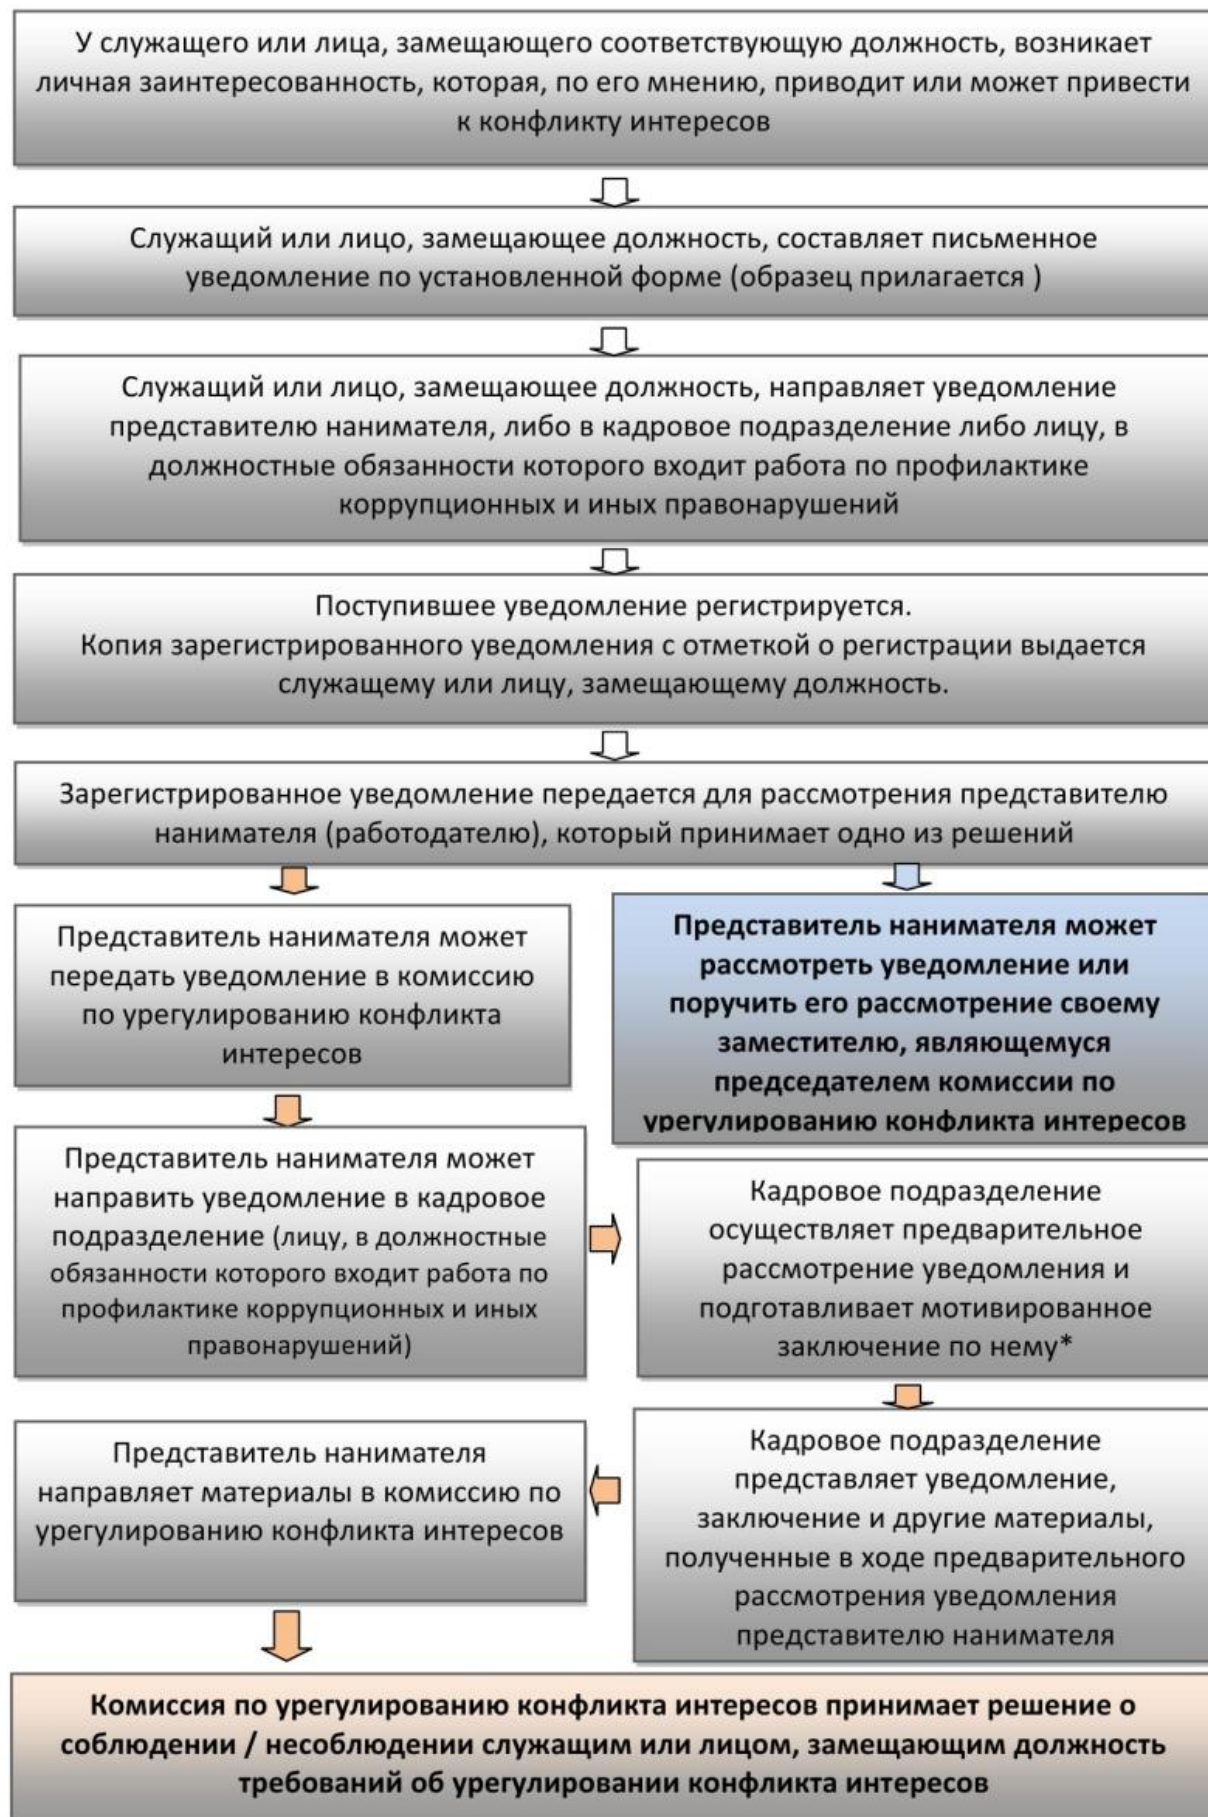 У служащего или лица, замещающего соответствующую должность, возникает
личная заинтересованность, которая, по его мнению, приводит или может привести
к конфликту интересов
Служащий или лицо, замещающее должность, составляет письменное
уведомление по установленной форме (образец прилагается )
Служащий или лицо, замещающее должность, направляет уведомление
представителю нанимателя, либо в кадровое подразделение либо лицу, в
должностные обязанности которого входит работа по профилактике
коррупционных и иных правонарушений
Поступившее уведомление регистрируется.
Копия зарегистрированного уведомления с отметкой о регистрации выдается
служащему или лицу, замещающему должность.
Зарегистрированное уведомление передается для рассмотрения представителю
нанимателя (работодателю), который принимает одно из решений
Представитель нанимателя может
передать уведомление в комиссию
по урегулированию конфликта
интересов
Представитель нанимателя может
рассмотреть уведомление или
поручить его рассмотрение своему
заместителю, являющемуся
председателем комиссии по
урегулированию конфликта интересов
Представитель нанимателя может
направить уведомление в кадровое
подразделение (лицу, в должностные
обязанности которого входит работа по
профилактике коррупционных и иных
правонарушений)
Кадровое подразделение
осуществляет предварительное
рассмотрение уведомления и
подготавливает мотивированное
заключение по нему*
Кадровое подразделение
представляет уведомление,
заключение и другие материалы,
полученные в ходе предварительного
рассмотрения уведомления
представителю нанимателя
Представитель нанимателя
направляет материалы в комиссию по
урегулированию конфликта интересов
Комиссия по урегулированию конфликта интересов принимает решение о
соблюдении / несоблюдении служащим или лицом, замещающим должность
требований об урегулировании конфликта интересов